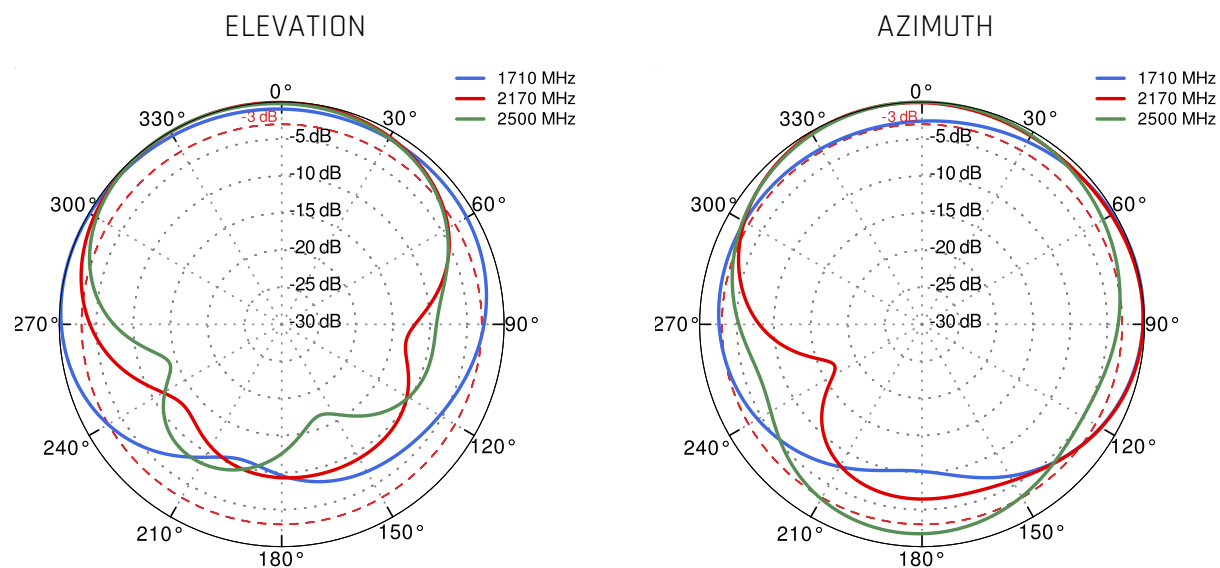 ELEVATION
1710 MHz
2170 MHz
2500 MHz
0°
330°
-3 dB
30°
-5 dB
-10 dB
300°
-15 dB
60°
-20 dB
-25 dB
270°
-30 dB
90°
240°
120°
210°
150°
180°
AZIMUTH
1710 MHz
2170 MHz
2500 MHz
0°
330°
-3 dB
30°
-5 dB
-10 dB
300°
-15 dB
60°
-20 dB
-25 dB
270°
-30 dB
90°
240°
120°
210°
150°
180°